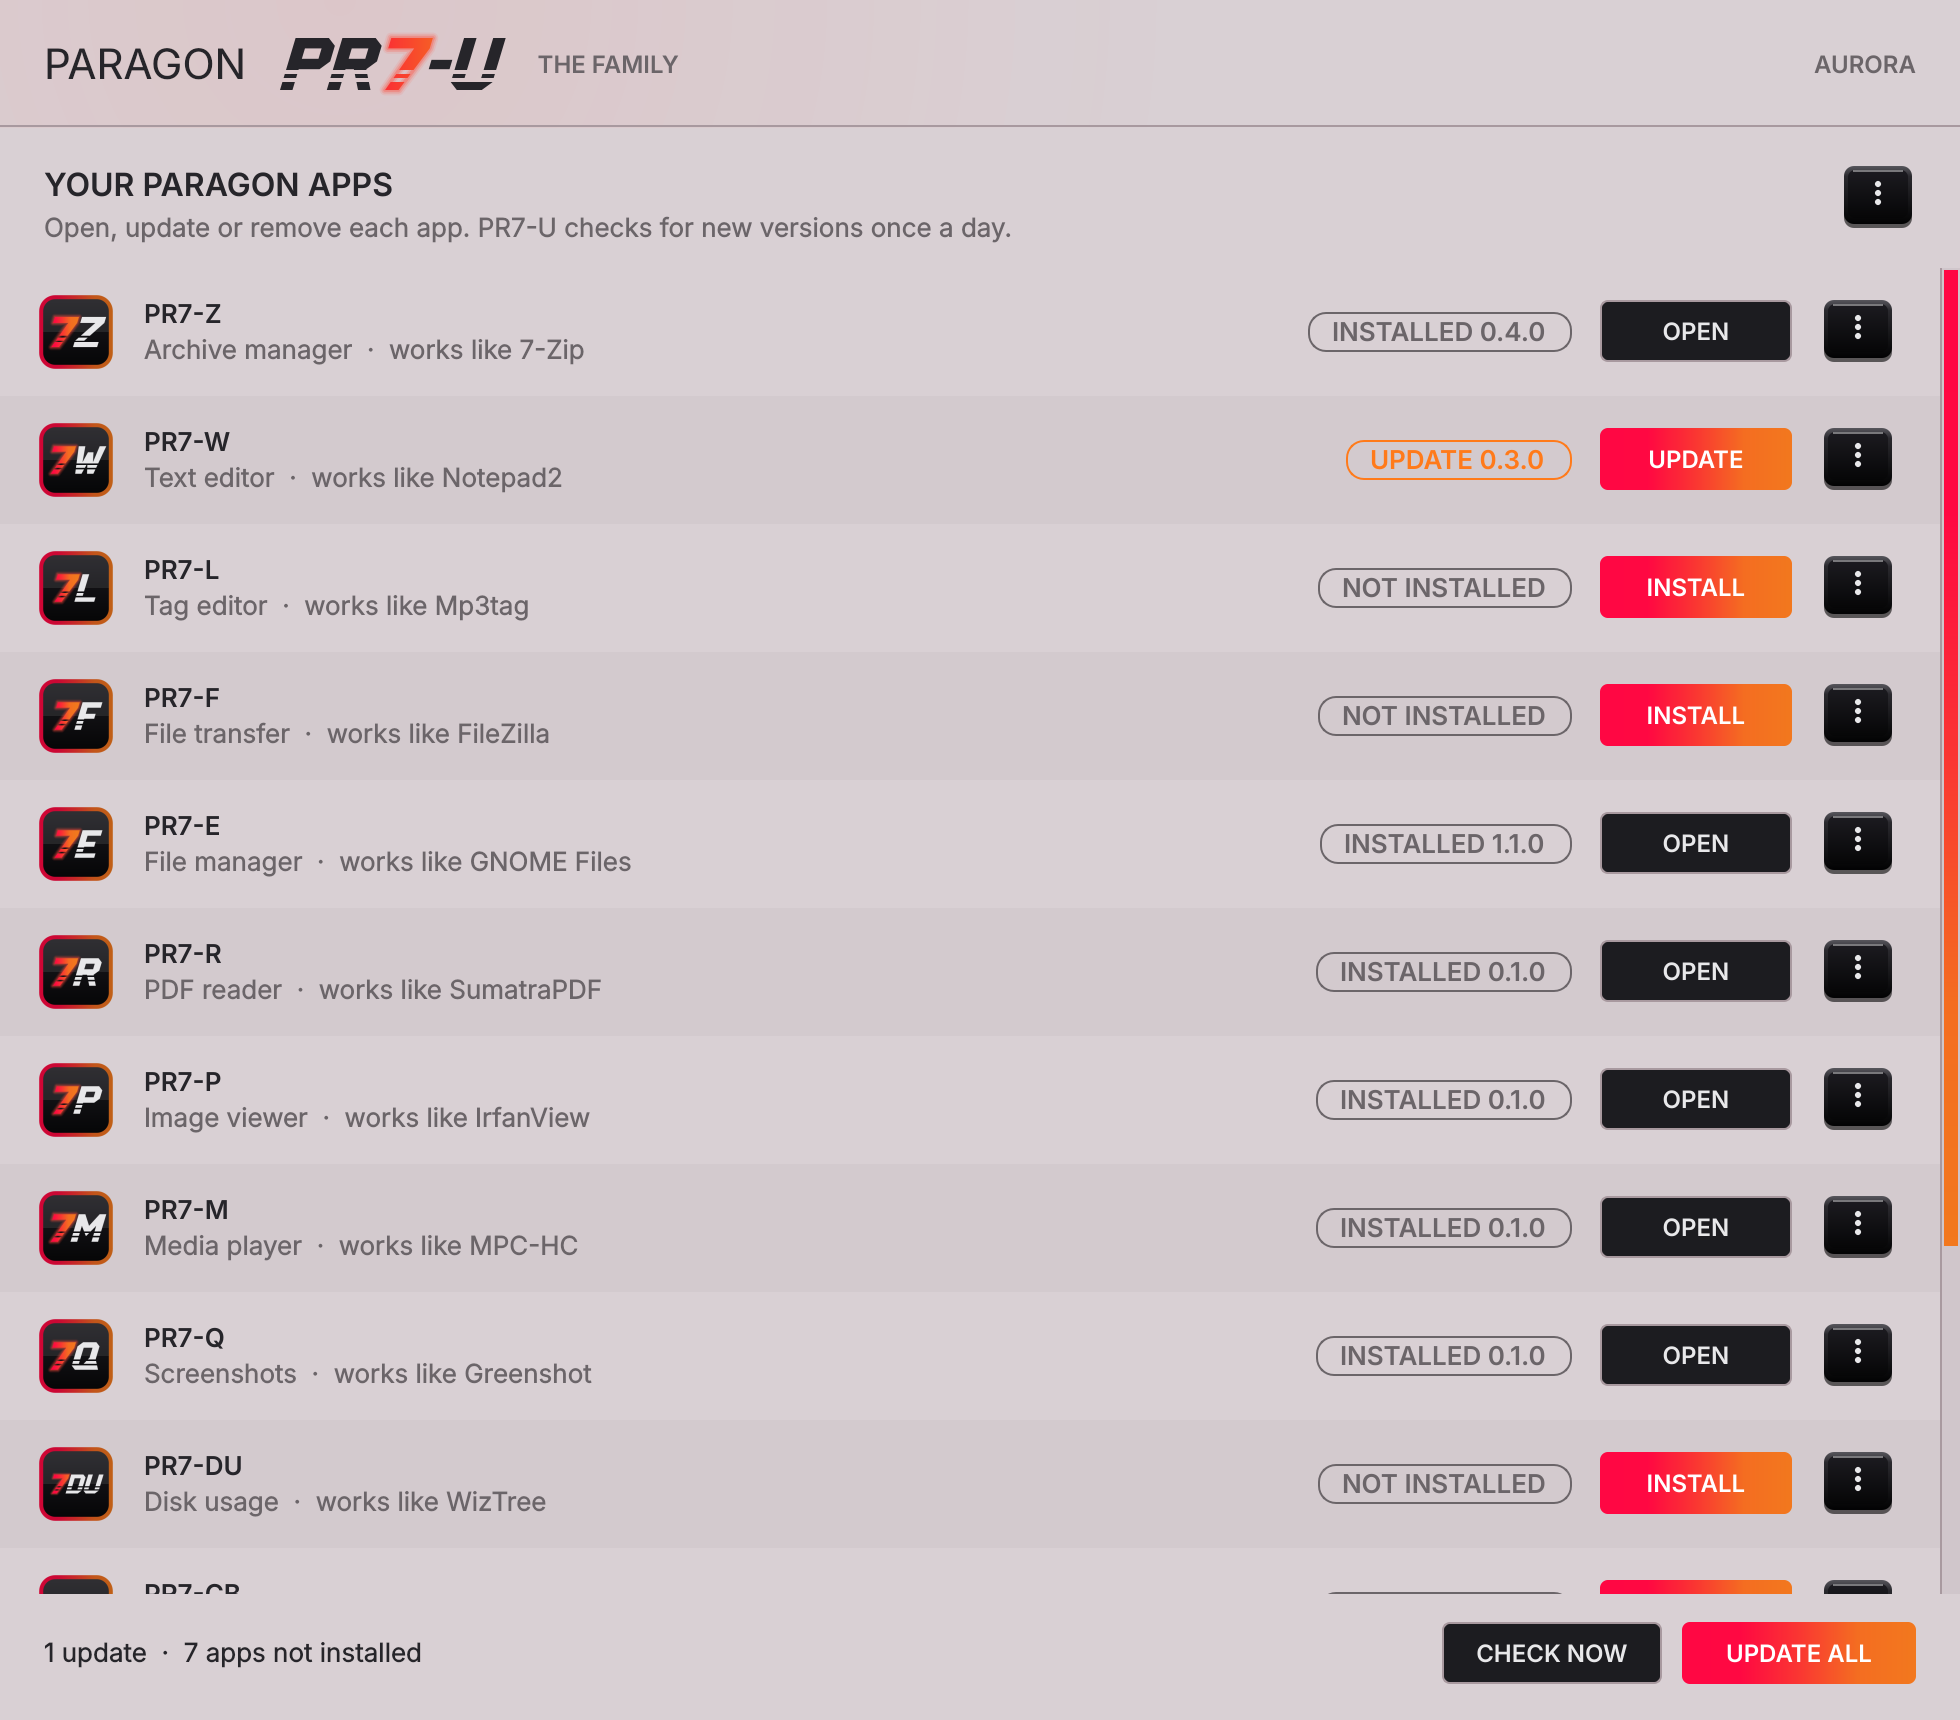 PARAGON PR7-U THE FAMILY AURORA
YOUR PARAGON APPS
Open, update or remove each app. PR7-U checks for new versions once a day.
7Z PR7-Z INSTALLED 0.4.0 OPEN
Archive manager · works like 7-Zip
7W PR7-W UPDATE 0.3.0 UPDATE
Text editor · works like Notepad2
7L PR7-L NOT INSTALLED INSTALL
Tag editor · works like Mp3tag
7F PR7-F NOT INSTALLED INSTALL
File transfer · works like FileZilla
7E PR7-E INSTALLED 1.1.0 OPEN
File manager · works like GNOME Files
7R PR7-R INSTALLED 0.1.0 OPEN
PDF reader · works like SumatraPDF
7P PR7-P INSTALLED 0.1.0 OPEN
Image viewer · works like IrfanView
7M PR7-M INSTALLED 0.1.0 OPEN
Media player · works like MPC-HC
7Q PR7-Q INSTALLED 0.1.0 OPEN
Screenshots · works like Greenshot
7DU PR7-DU NOT INSTALLED INSTALL
Disk usage · works like WizTree
1 update · 7 apps not installed CHECK NOW UPDATE ALL